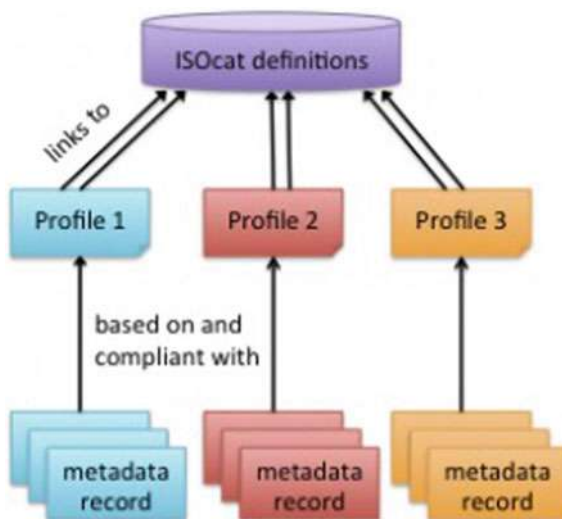 ISOcat definitions
links to
Profile 1
Profile 2
Profile 3
based on and
compliant with
metadata
record
metadata
record
metadata
record